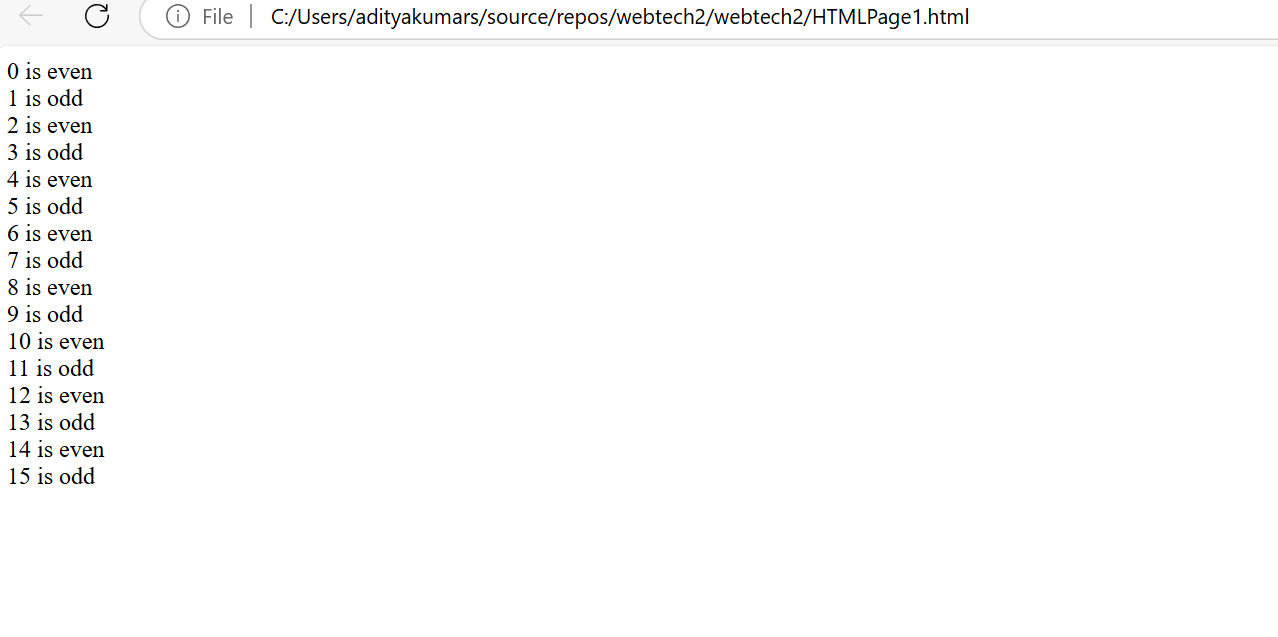 File C:/Users/adityakumars/source/repos/webtech2/webtech2/HTMLPage1.html
0 is even
1 is odd
2 is even
3 is odd
4 is even
5 is odd
6 is even
7 is odd
8 is even
9 is odd
10 is even
11 is odd
12 is even
13 is odd
14 is even
15 is odd